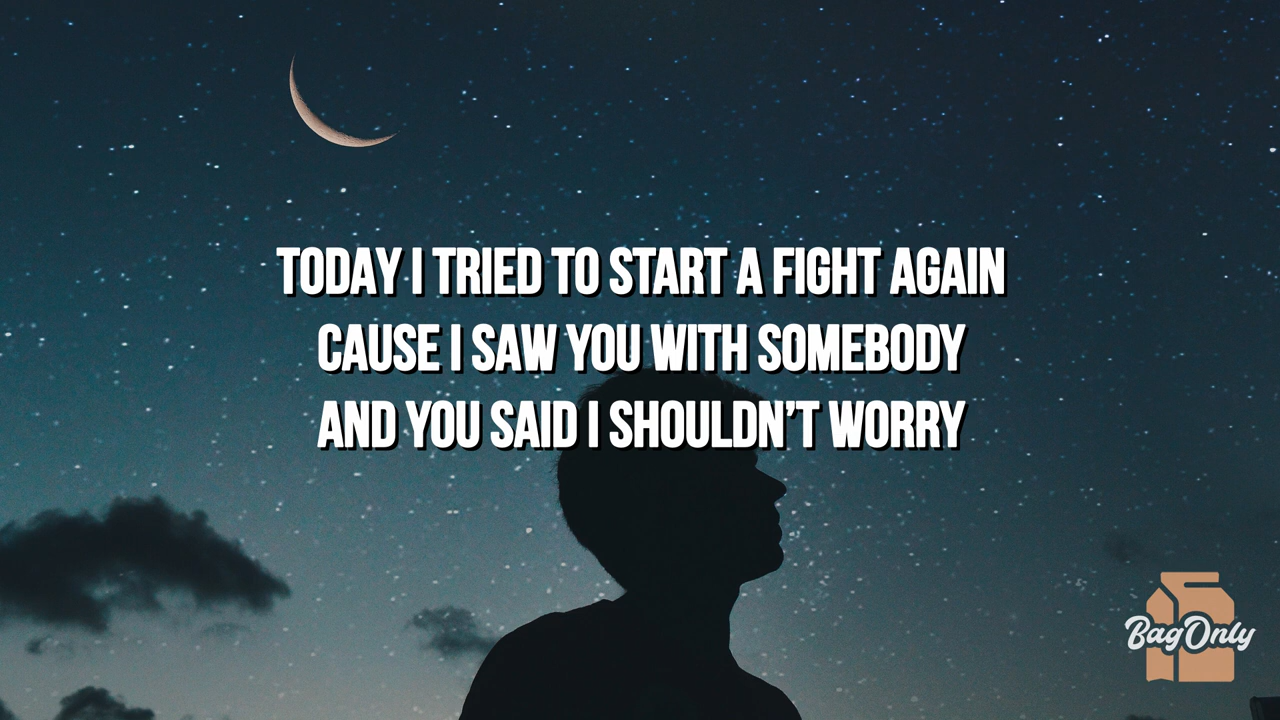 TODAY I TRIED TO START A FIGHT AGAIN
CAUSE I SAW YOU WITH SOMEBODY
AND YOU SAID I SHOULDN'T WORRY
BagOnly